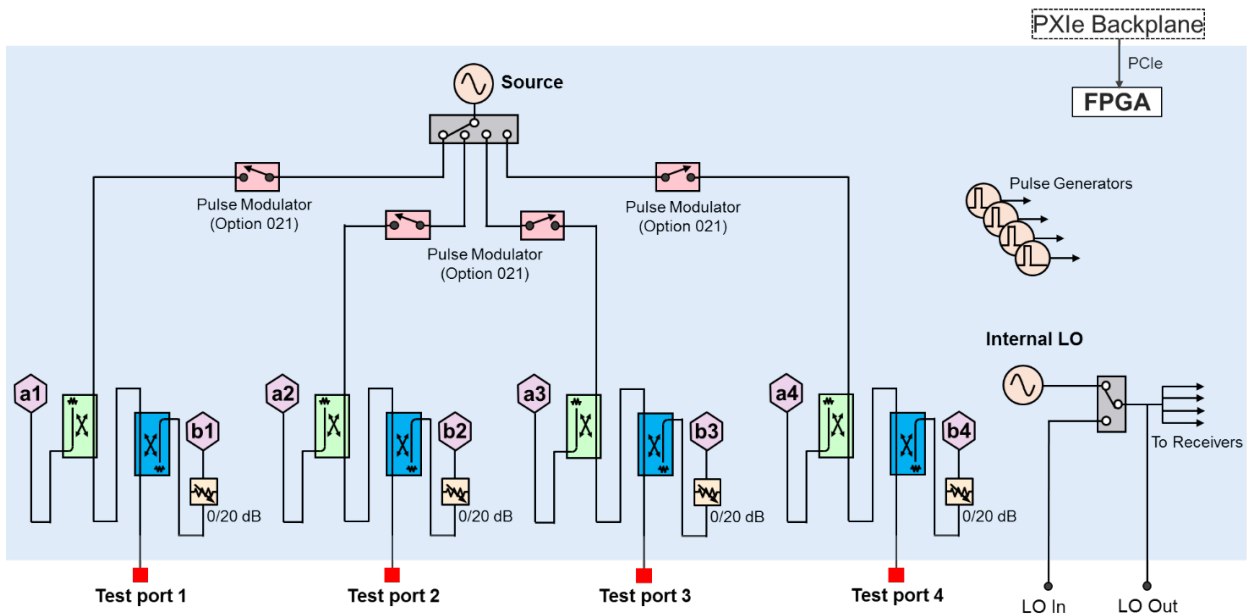 PXIe Backplane
PCIe
FPGA
Source
Pulse Modulator
(Option 021)
Pulse Modulator
(Option 021)
Pulse Modulator
(Option 021)
Pulse Generators
Internal LO
To Receivers
a1
b1
0/20 dB
a2
b2
0/20 dB
a3
b3
0/20 dB
a4
b4
0/20 dB
Test port 1
Test port 2
Test port 3
Test port 4
LO In
LO Out